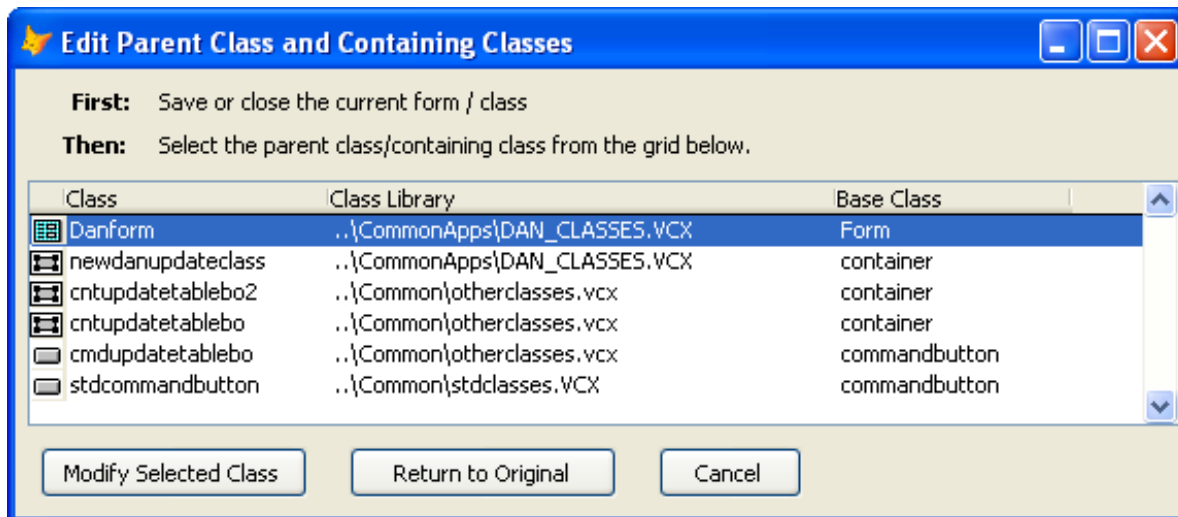 Edit Parent Class and Containing Classes
First: Save or close the current form / class
Then: Select the parent class/containing class from the grid below.
Class Class Library Base Class
Danform ..\CommonApps\DAN_CLASSES.VCX Form
newdanupdateclass ..\CommonApps\DAN_CLASSES.VCX container
cntupdatetablebo2 ..\Common\otherclasses.vcx container
cntupdatetablebo ..\Common\otherclasses.vcx container
cmdupdatetablebo ..\Common\otherclasses.vcx commandbutton
stdcommandbutton ..\Common\stdclasses.VCX commandbutton
Modify Selected Class Return to Original Cancel